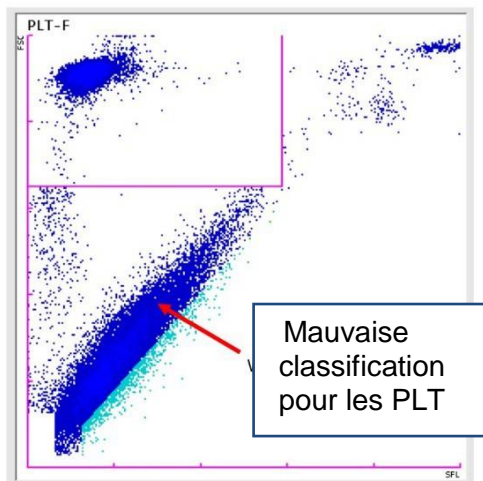 PLT-F
FSC
Mauvaise
classification
pour les PLT
SFL